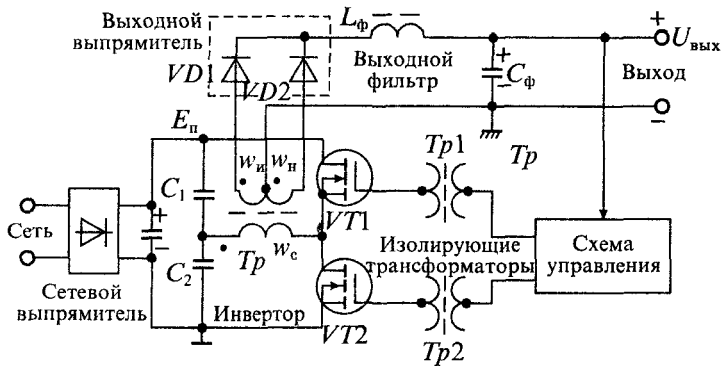 Выходной
выпрямитель
Lф
+
Uвых
VD1
VD2
Выходной
фильтр
+
–
Cф
Выход
–
Eп
wи
wн
Tp
Tp1
C1
VT1
Сеть
+
–
C2
Tp
wс
Изолирующие
трансформаторы
Схема
управления
Сетевой
выпрямитель
Инвертор
VT2
Tp2